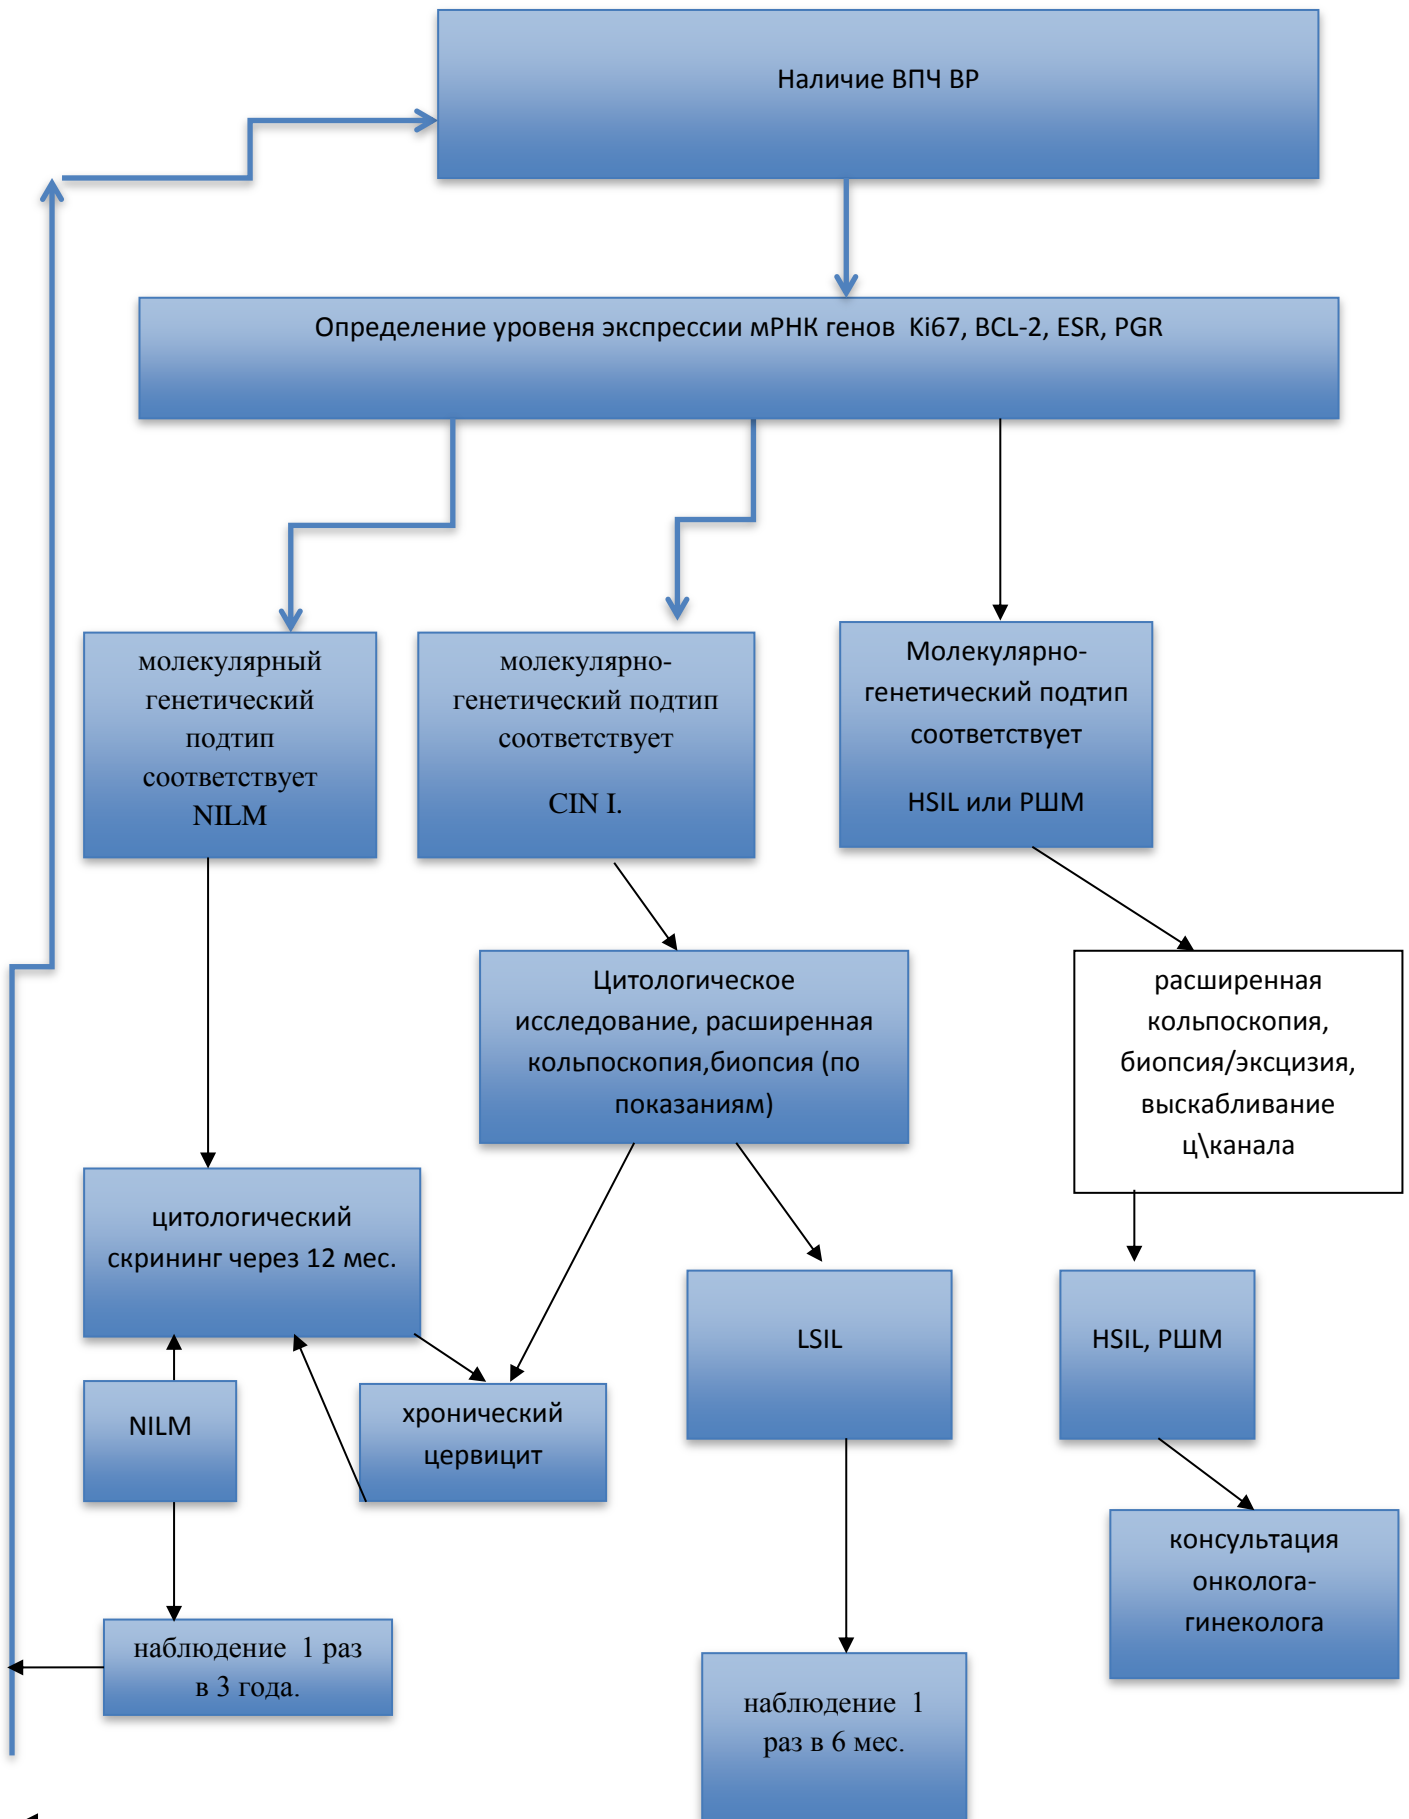 Наличие ВПЧ ВР
Определение уровеня экспрессии мРНК генов Ki67, BCL-2, ESR, PGR
молекулярный
генетический
подтип
соответствует
NILM
молекулярно-
генетический подтип
соответствует
CIN I.
Молекулярно-
генетический подтип
соответствует
HSIL или РШМ
Цитологическое
исследование, расширенная
кольпоскопия,биопсия (по
показаниям)
расширенная
кольпоскопия,
биопсия/эксцизия,
выскабливание
ц\канала
цитологический
скрининг через 12 мес.
LSIL
HSIL, РШМ
NILM
хронический
цервицит
консультация
онколога-
гинеколога
наблюдение 1 раз
в 3 года.
наблюдение 1
раз в 6 мес.